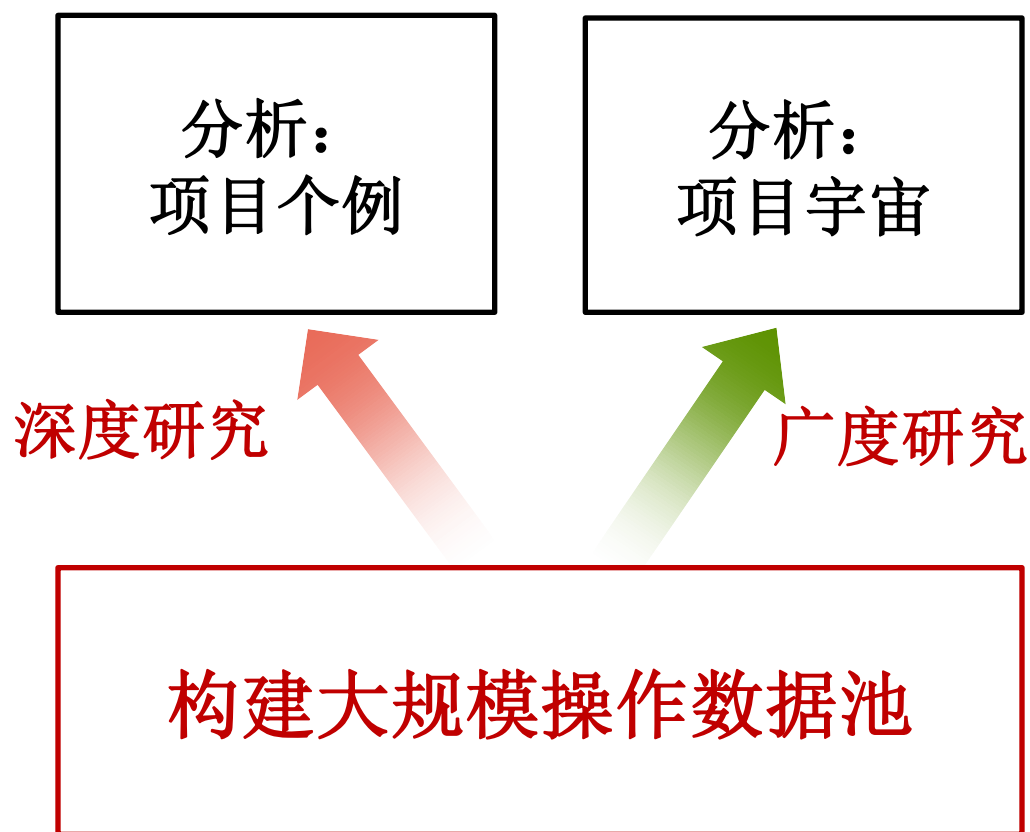 分析：
项目个例
分析：
项目宇宙
深度研究
广度研究
构建大规模操作数据池